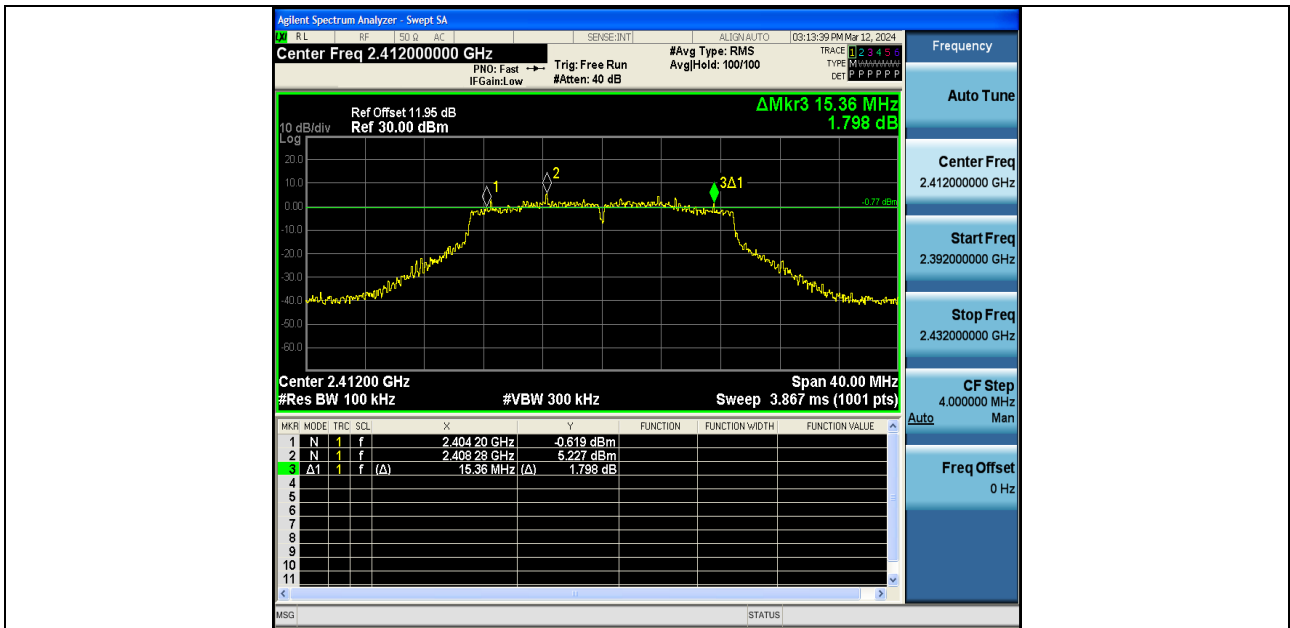 Agilent Spectrum Analyzer - Swept SA
LXI RL RF 50 Ω AC SENSE:INT ALIGN AUTO 03:13:39 PM Mar 12, 2024
Center Freq 2.412000000 GHz
PNO: Fast
IFGain:Low
Trig: Free Run
#Atten: 40 dB
#Avg Type: RMS
Avg|Hold: 100/100
TRACE 1 2 3 4 5 6
TYPE M W W W W W
DET P P P P P P
ΔMkr3 15.36 MHz
1.798 dB
Ref Offset 11.95 dB
10 dB/div Ref 30.00 dBm
Log
20.0
10.0
0.00
-10.0
-20.0
-30.0
-40.0
-50.0
-60.0
1
2
3Δ1
-0.77 dBm
Center 2.41200 GHz Span 40.00 MHz
#Res BW 100 kHz #VBW 300 kHz Sweep 3.867 ms (1001 pts)
MKR MODE TRC SCL X Y FUNCTION FUNCTION WIDTH FUNCTION VALUE
1 N 1 f 2.404 20 GHz -0.619 dBm
2 N 1 f 2.408 28 GHz 5.227 dBm
3 Δ1 1 f (Δ) 15.36 MHz (Δ) 1.798 dB
4
5
6
7
8
9
10
11
MSG STATUS
Frequency
Auto Tune
Center Freq
2.412000000 GHz
Start Freq
2.392000000 GHz
Stop Freq
2.432000000 GHz
CF Step
4.000000 MHz
Auto Man
Freq Offset
0 Hz